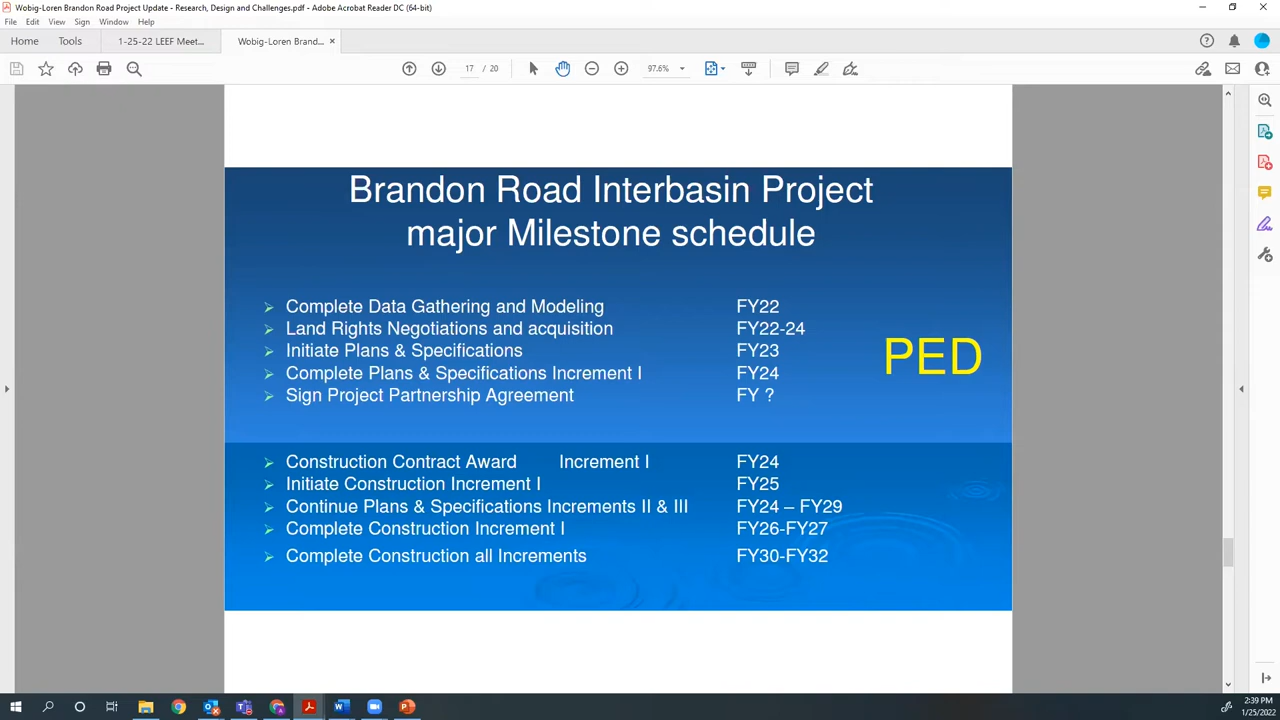 Wobig-Loren Brandon Road Project Update - Research, Design and Challenges.pdf - Adobe Acrobat Reader DC (64-bit)
File Edit View Sign Window Help
Home Tools 1-25-22 LEEF Meet... Wobig-Loren Brand... ×
17 / 20 97.6%
Brandon Road Interbasin Project
major Milestone schedule
Complete Data Gathering and Modeling FY22
Land Rights Negotiations and acquisition FY22-24
Initiate Plans & Specifications FY23
PED
Complete Plans & Specifications Increment I FY24
Sign Project Partnership Agreement FY ?
Construction Contract Award Increment I FY24
Initiate Construction Increment I FY25
Continue Plans & Specifications Increments II & III FY24 – FY29
Complete Construction Increment I FY26-FY27
Complete Construction all Increments FY30-FY32
2:39 PM
1/25/2022